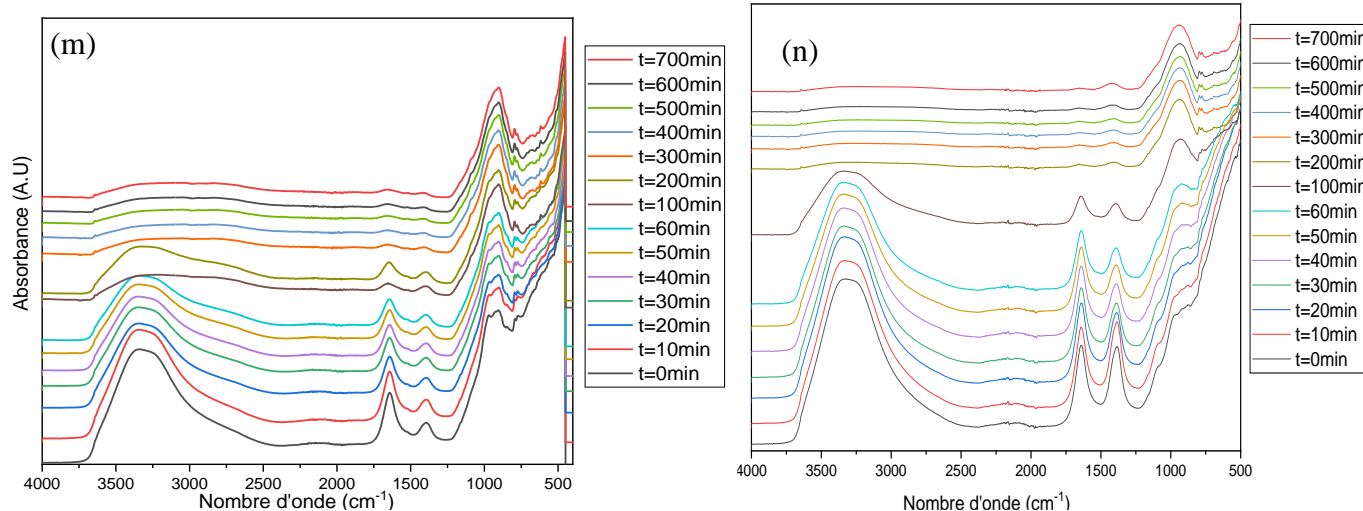 (m)
Absorbance (A.U)
4000 3500 3000 2500 2000 1500 1000 500
Nombre d'onde (cm-1)
t=700min
t=600min
t=500min
t=400min
t=300min
t=200min
t=100min
t=60min
t=50min
t=40min
t=30min
t=20min
t=10min
t=0min
(n)
4000 3500 3000 2500 2000 1500 1000 500
Nombre d'onde (cm-1)
t=700min
t=600min
t=500min
t=400min
t=300min
t=200min
t=100min
t=60min
t=50min
t=40min
t=30min
t=20min
t=10min
t=0min